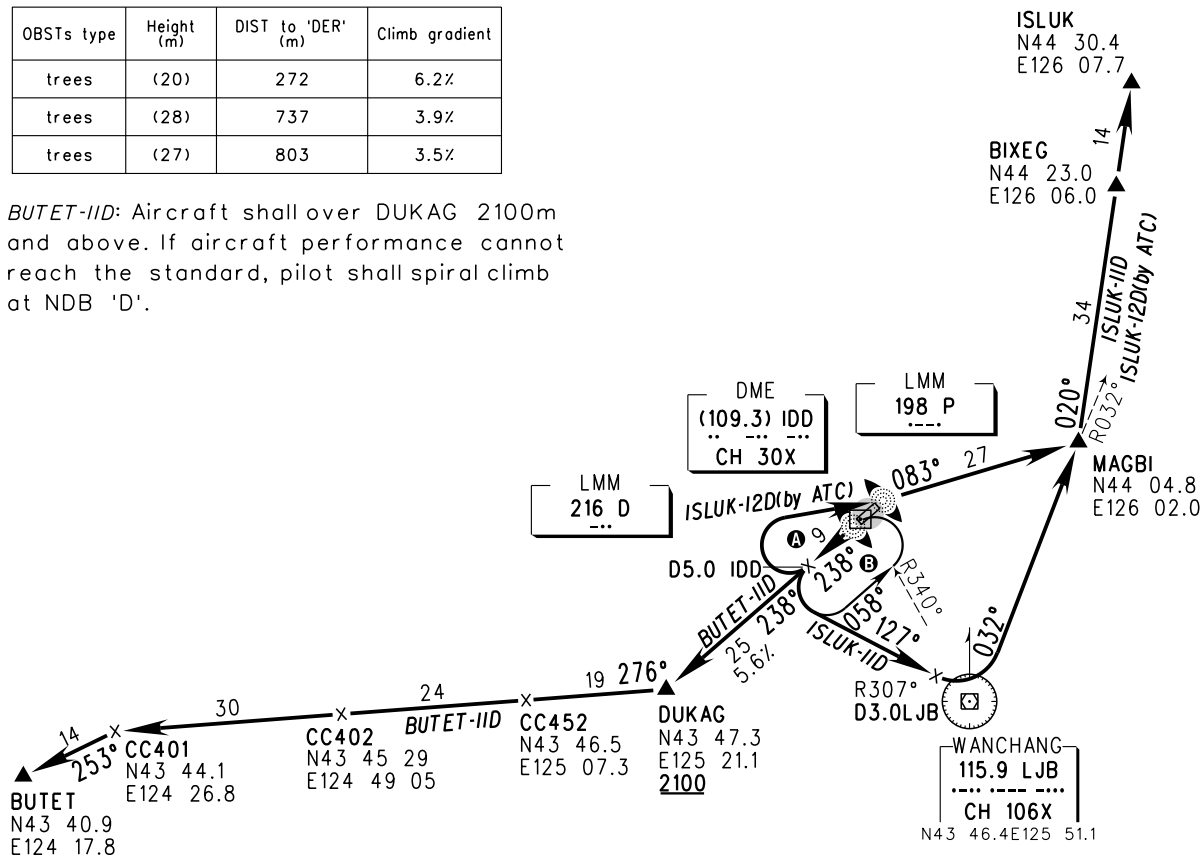 OBSTs type Height (m) DIST to 'DER' (m) Climb gradient
trees (20) 272 6.2%
trees (28) 737 3.9%
trees (27) 803 3.5%
BUTET-11D: Aircraft shall over DUKAG 2100m
and above. If aircraft performance cannot
reach the standard, pilot shall spiral climb
at NDB 'D'.
ISLUK
N44 30.4
E126 07.7
14
BIXEG
N44 23.0
E126 06.0
ISLUK-11D
ISLUK-12D(by ATC)
34
020°
R032°
MAGBI
N44 04.8
E126 02.0
DME
(109.3) IDD
·· -·· -··
CH 30X
LMM
198 P
·--·
083°
27
LMM
216 D
-··
ISLUK-12D(by ATC)
A
9
D5.0 IDD
238°
B
R340°
058°
BUTET-11D
238°
25
5.6%
127°
ISLUK-11D
032°
R307°
D3.0LJB
WANCHANG
115.9 LJB
·-·· ·--- -···
CH 106X
N43 46.4E125 51.1
276°
19
DUKAG
N43 47.3
E125 21.1
2100
24
BUTET-11D
CC452
N43 46.5
E125 07.3
30
CC402
N43 45 29
E124 49 05
14
253°
CC401
N43 44.1
E124 26.8
BUTET
N43 40.9
E124 17.8